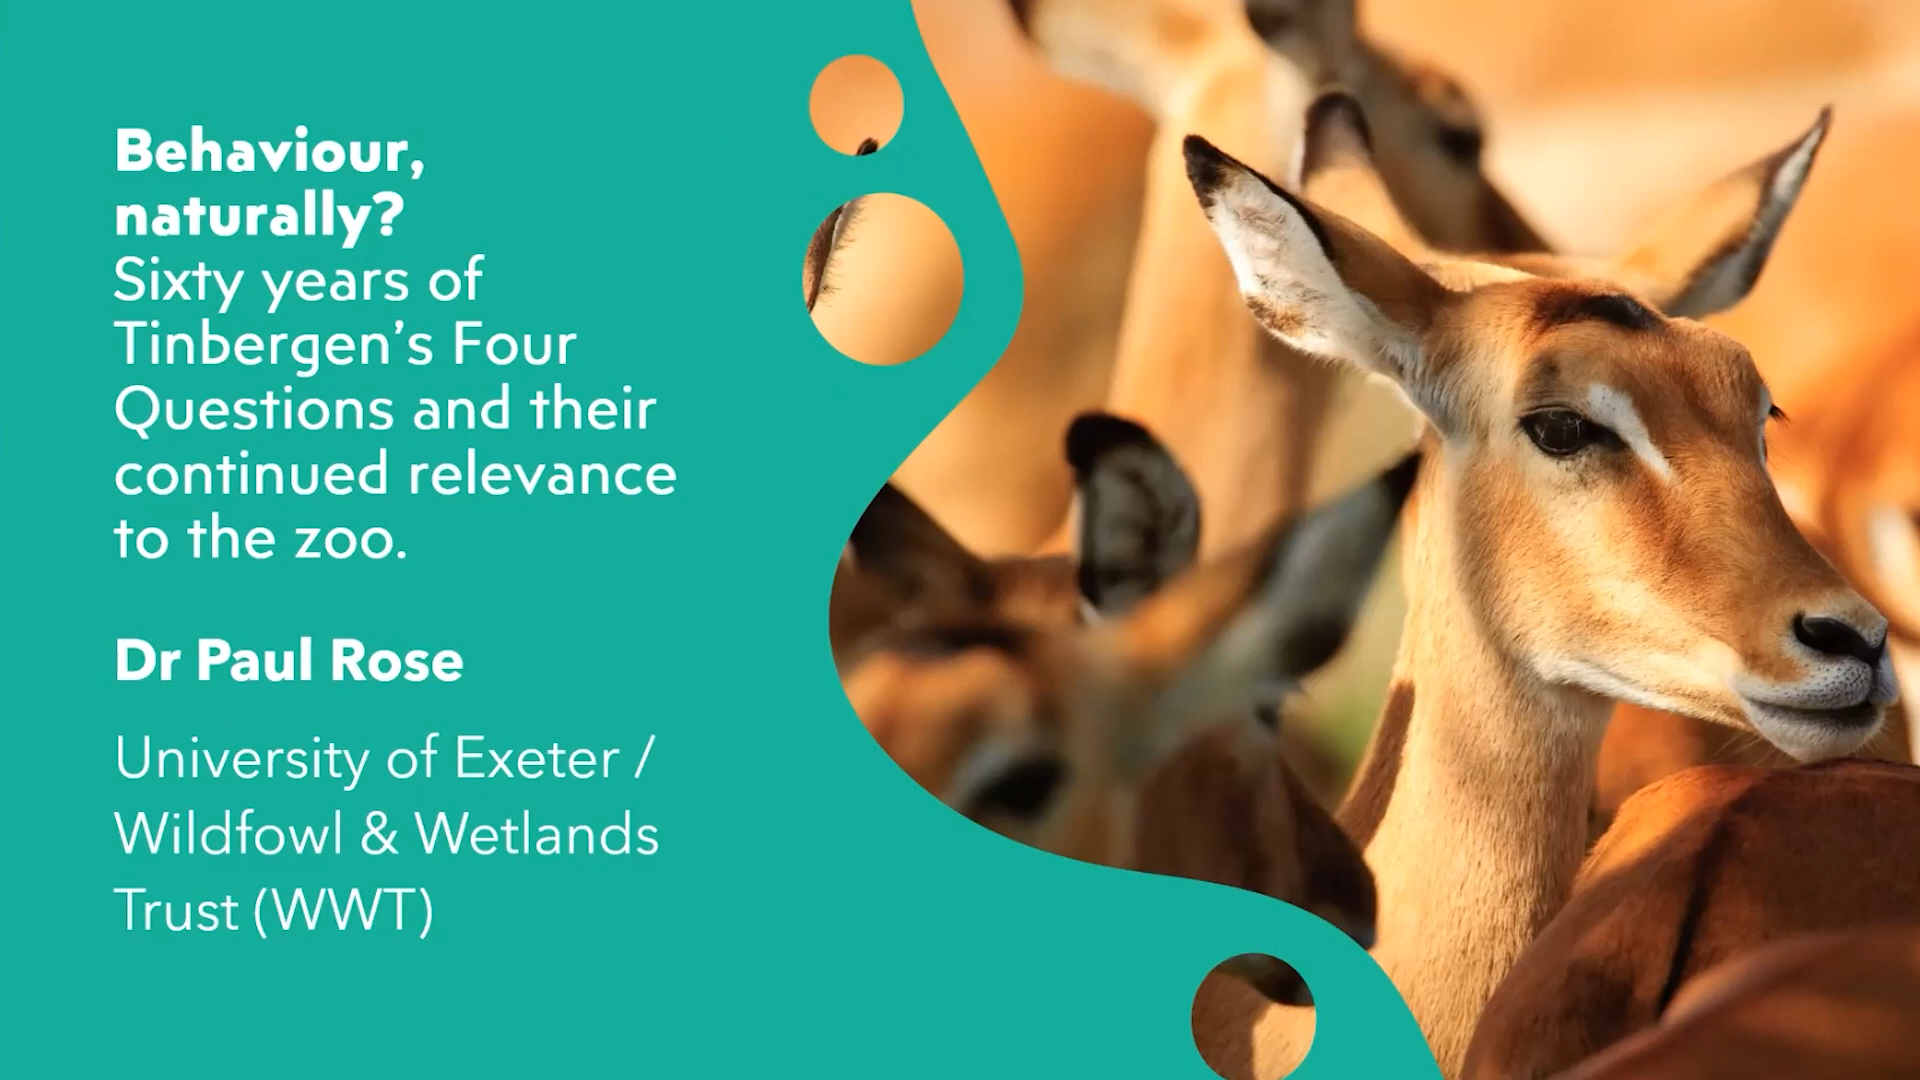 Behaviour,
naturally?
Sixty years of
Tinbergen's Four
Questions and their
continued relevance
to the zoo.
Dr Paul Rose
University of Exeter /
Wildfowl & Wetlands
Trust (WWT)